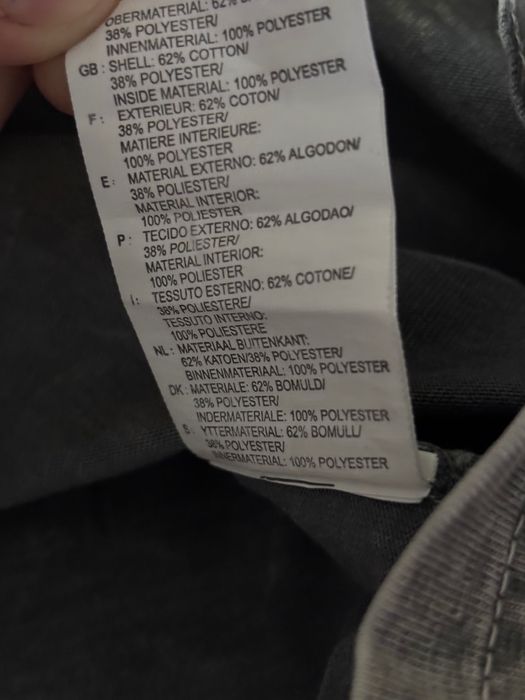 OBERMATERIAL: 62%
38% POLYESTER/
INNENMATERIAL: 100% POLYESTER
GB: SHELL: 62% COTTON/
38% POLYESTER/
INSIDE MATERIAL: 100% POLYESTER
F: EXTERIEUR: 62% COTON/
38% POLYESTER/
MATIERE INTERIEURE:
100% POLYESTER
E: MATERIAL EXTERNO: 62% ALGODON/
38% POLIESTER/
MATERIAL INTERIOR:
100% POLIESTER
P: TECIDO EXTERNO: 62% ALGODAO/
38% POLIESTER/
MATERIAL INTERIOR:
100% POLIESTER
I: TESSUTO ESTERNO: 62% COTONE/
38% POLIESTERE/
TESSUTO INTERNO:
100% POLIESTERE
NL: MATERIAAL BUITENKANT:
62% KATOEN/38% POLYESTER/
BINNENMATERIAAL: 100% POLYESTER
DK: MATERIALE: 62% BOMULD/
38% POLYESTER/
INDERMATERIALE: 100% POLYESTER
S: YTTERMATERIAL: 62% BOMULL/
38% POLYESTER/
INNERMATERIAL: 100% POLYESTER